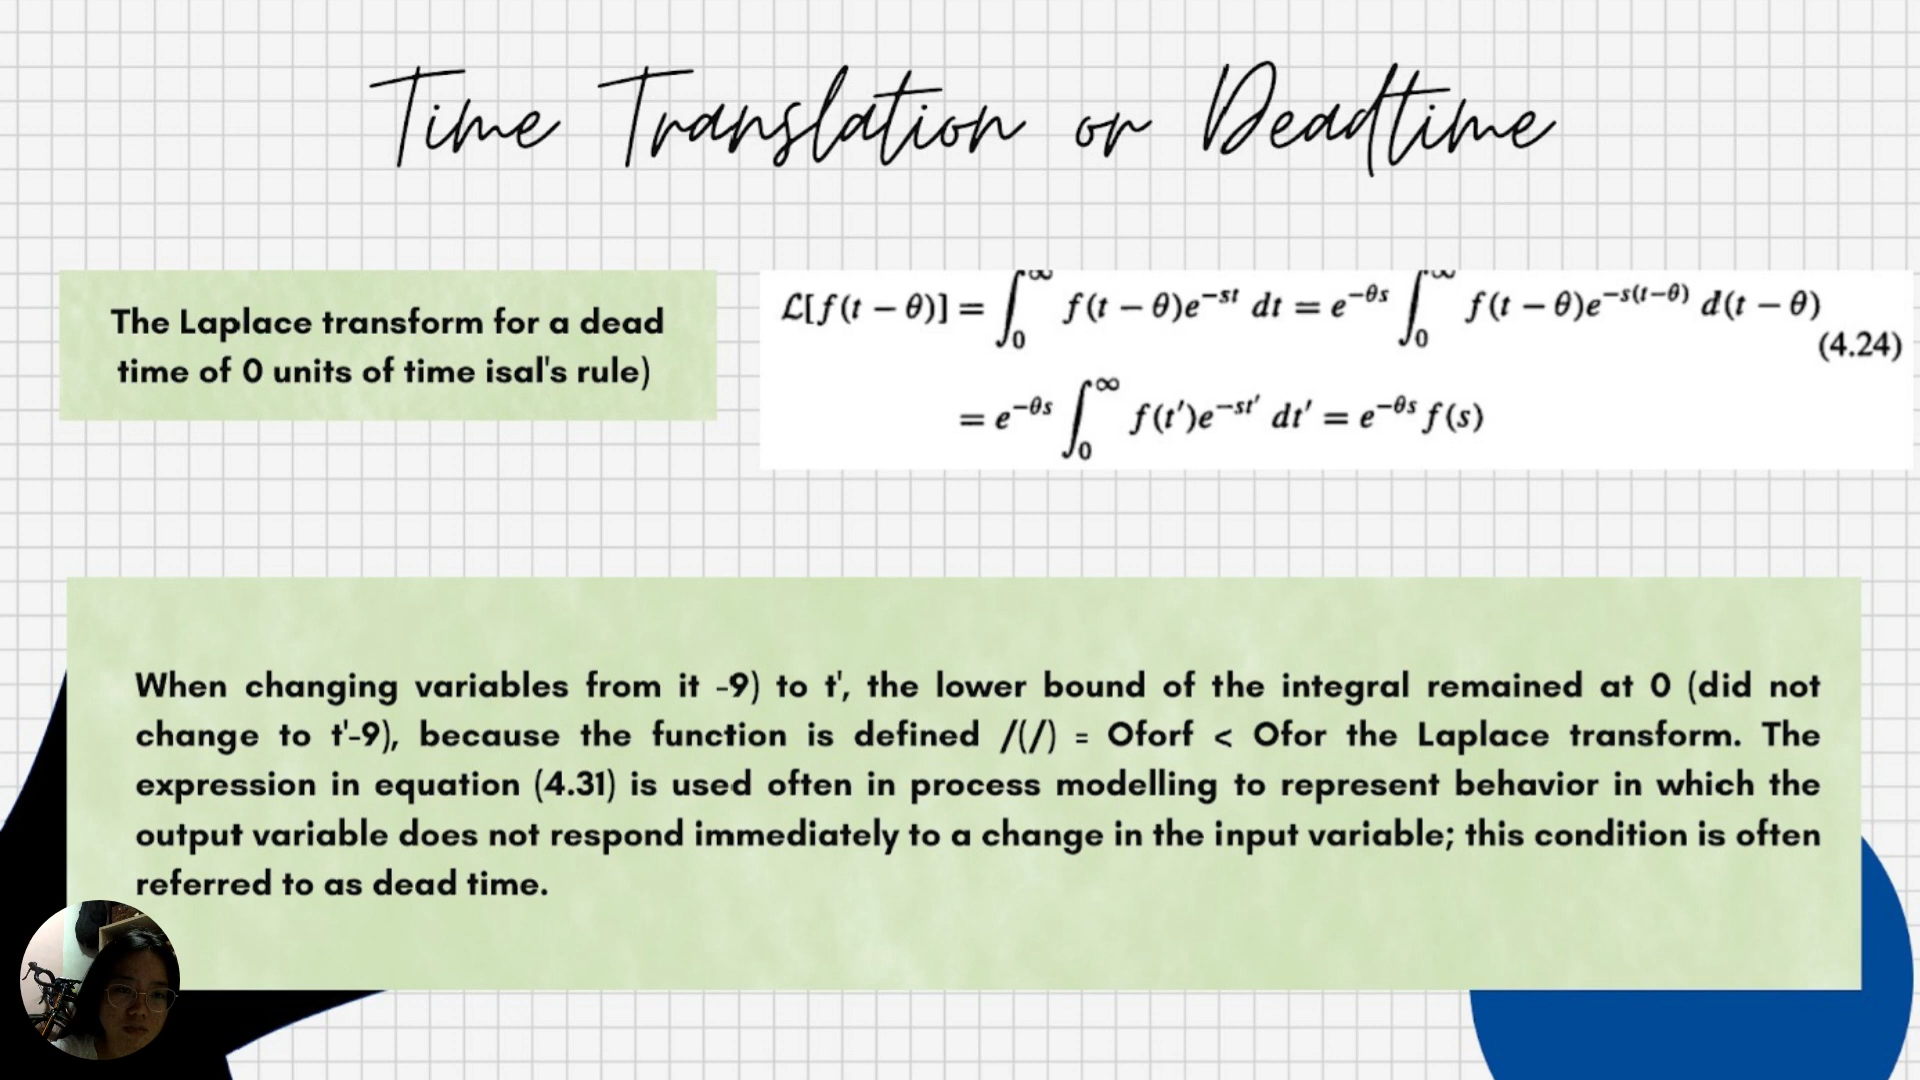 Time Translation or Deadtime
The Laplace transform for a dead
time of 0 units of time isal's rule)
ℒ[f(t − θ)] = ∫₀^∞ f(t − θ)e^−st dt = e^−θs ∫₀^∞ f(t − θ)e^−s(t−θ) d(t − θ)
(4.24)
= e^−θs ∫₀^∞ f(t′)e^−st′ dt′ = e^−θs f(s)
When changing variables from it -9) to t', the lower bound of the integral remained at 0 (did not
change to t'-9), because the function is defined /(/) = Oforf < Ofor the Laplace transform. The
expression in equation (4.31) is used often in process modelling to represent behavior in which the
output variable does not respond immediately to a change in the input variable; this condition is often
referred to as dead time.